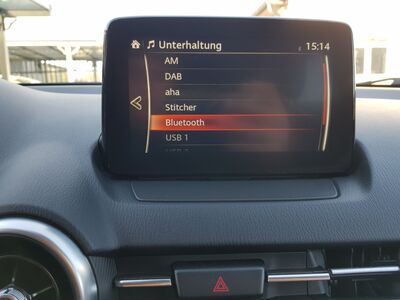 Unterhaltung 15:14
AM
DAB
aha
Stitcher
Bluetooth
USB 1